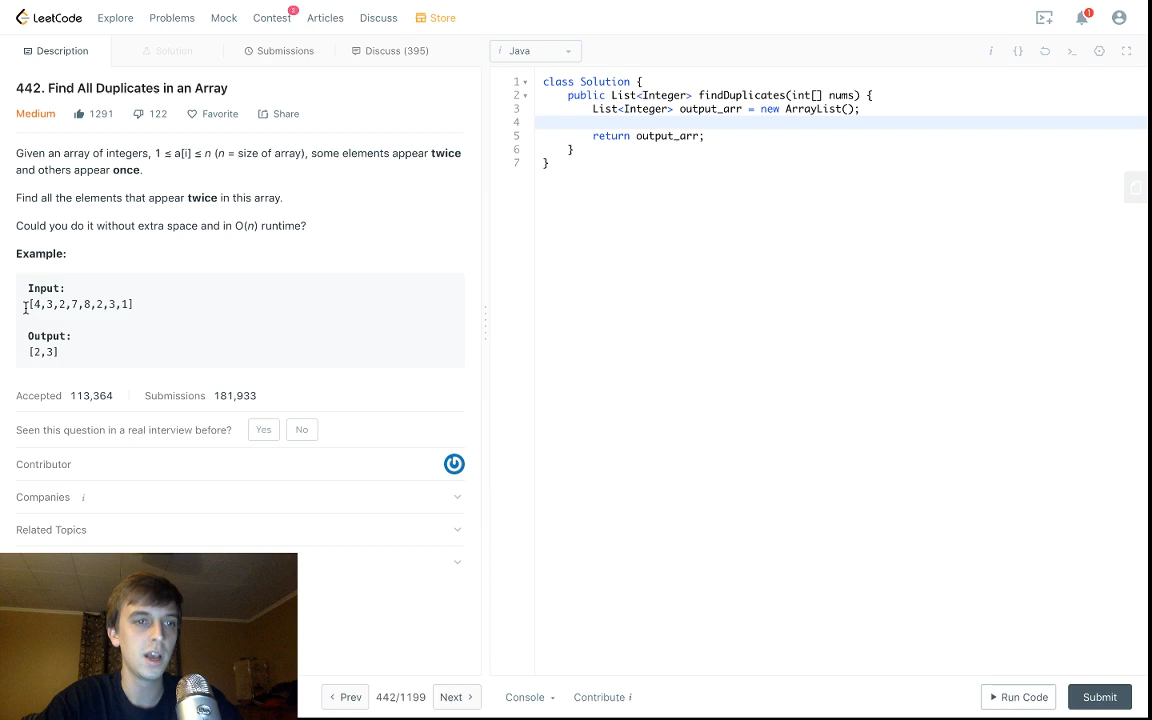 LeetCode Explore Problems Mock Contest 2 Articles Discuss Store 1
Description Solution Submissions Discuss (395)
i Java i {} >_
442. Find All Duplicates in an Array
Medium 1291 122 Favorite Share
Given an array of integers, 1 ≤ a[i] ≤ n (n = size of array), some elements appear twice
and others appear once.
Find all the elements that appear twice in this array.
Could you do it without extra space and in O(n) runtime?
Example:
Input:
[4,3,2,7,8,2,3,1]
Output:
[2,3]
Accepted 113,364 Submissions 181,933
Seen this question in a real interview before? Yes No
Contributor
Companies i
Related Topics
1 class Solution {
2 public List<Integer> findDuplicates(int[] nums) {
3 List<Integer> output_arr = new ArrayList();
4
5 return output_arr;
6 }
7 }
Prev 442/1199 Next Console Contribute i Run Code Submit